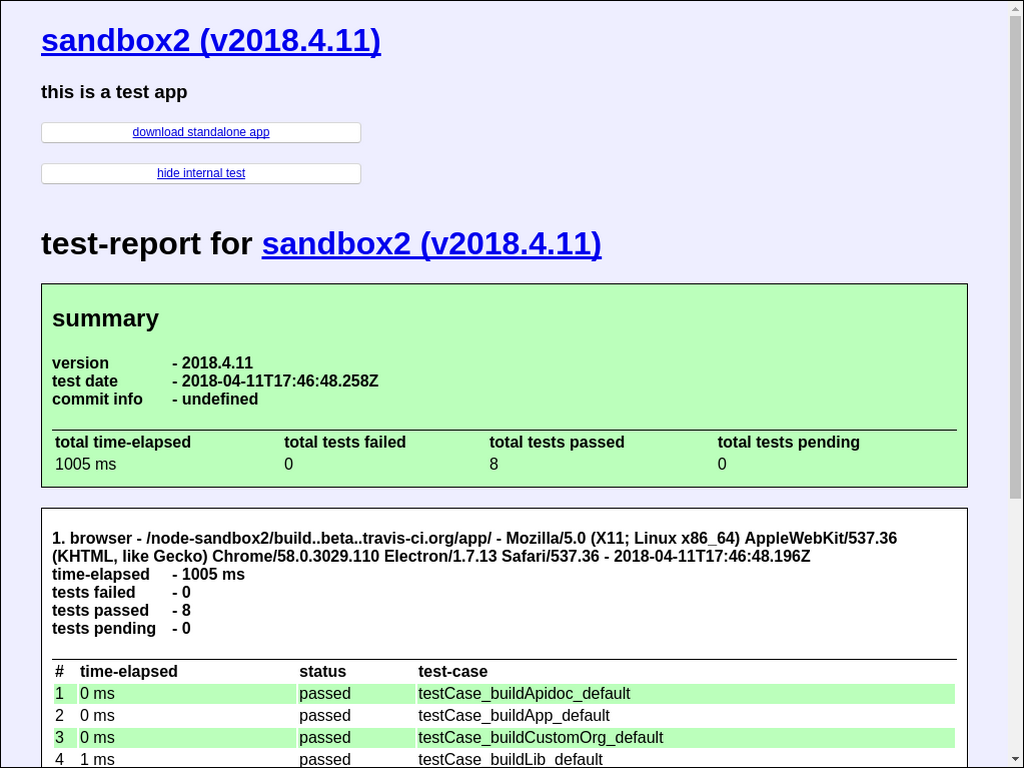 sandbox2 (v2018.4.11)
this is a test app
download standalone app
hide internal test
test-report for sandbox2 (v2018.4.11)
summary
version - 2018.4.11
test date - 2018-04-11T17:46:48.258Z
commit info - undefined
total time-elapsed total tests failed total tests passed total tests pending
1005 ms 0 8 0
1. browser - /node-sandbox2/build..beta..travis-ci.org/app/ - Mozilla/5.0 (X11; Linux x86_64) AppleWebKit/537.36
(KHTML, like Gecko) Chrome/58.0.3029.110 Electron/1.7.13 Safari/537.36 - 2018-04-11T17:46:48.196Z
time-elapsed - 1005 ms
tests failed - 0
tests passed - 8
tests pending - 0
# time-elapsed status test-case
1 0 ms passed testCase_buildApidoc_default
2 0 ms passed testCase_buildApp_default
3 0 ms passed testCase_buildCustomOrg_default
4 1 ms passed testCase_buildLib_default